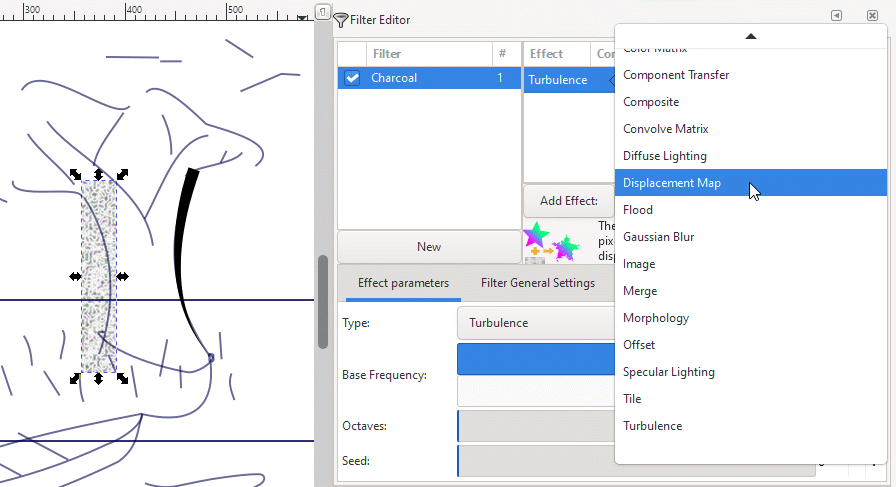 300
400
500
Filter Editor
Filter
#
Effect
Charcoal
1
Turbulence
Add Effect:
New
The
pix
disp
Effect parameters
Filter General Settings
Type:
Turbulence
Base Frequency:
Octaves:
Seed:
Color Matrix
Component Transfer
Composite
Convolve Matrix
Diffuse Lighting
Displacement Map
Flood
Gaussian Blur
Image
Merge
Morphology
Offset
Specular Lighting
Tile
Turbulence